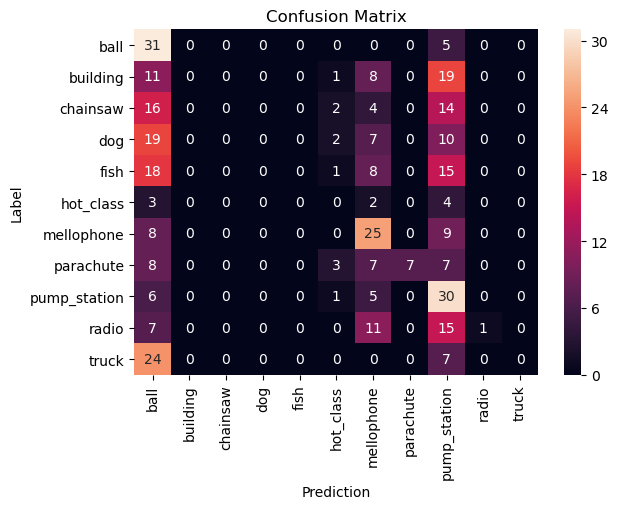 Confusion Matrix
ball 31 0 0 0 0 0 0 0 5 0 0
building 11 0 0 0 0 1 8 0 19 0 0
chainsaw 16 0 0 0 0 2 4 0 14 0 0
dog 19 0 0 0 0 2 7 0 10 0 0
fish 18 0 0 0 0 1 8 0 15 0 0
hot_class 3 0 0 0 0 0 2 0 4 0 0
mellophone 8 0 0 0 0 0 25 0 9 0 0
parachute 8 0 0 0 0 3 7 7 7 0 0
pump_station 6 0 0 0 0 1 5 0 30 0 0
radio 7 0 0 0 0 0 11 0 15 1 0
truck 24 0 0 0 0 0 0 0 7 0 0
Label
ball building chainsaw dog fish hot_class mellophone parachute pump_station radio truck
Prediction
30
24
18
12
6
0